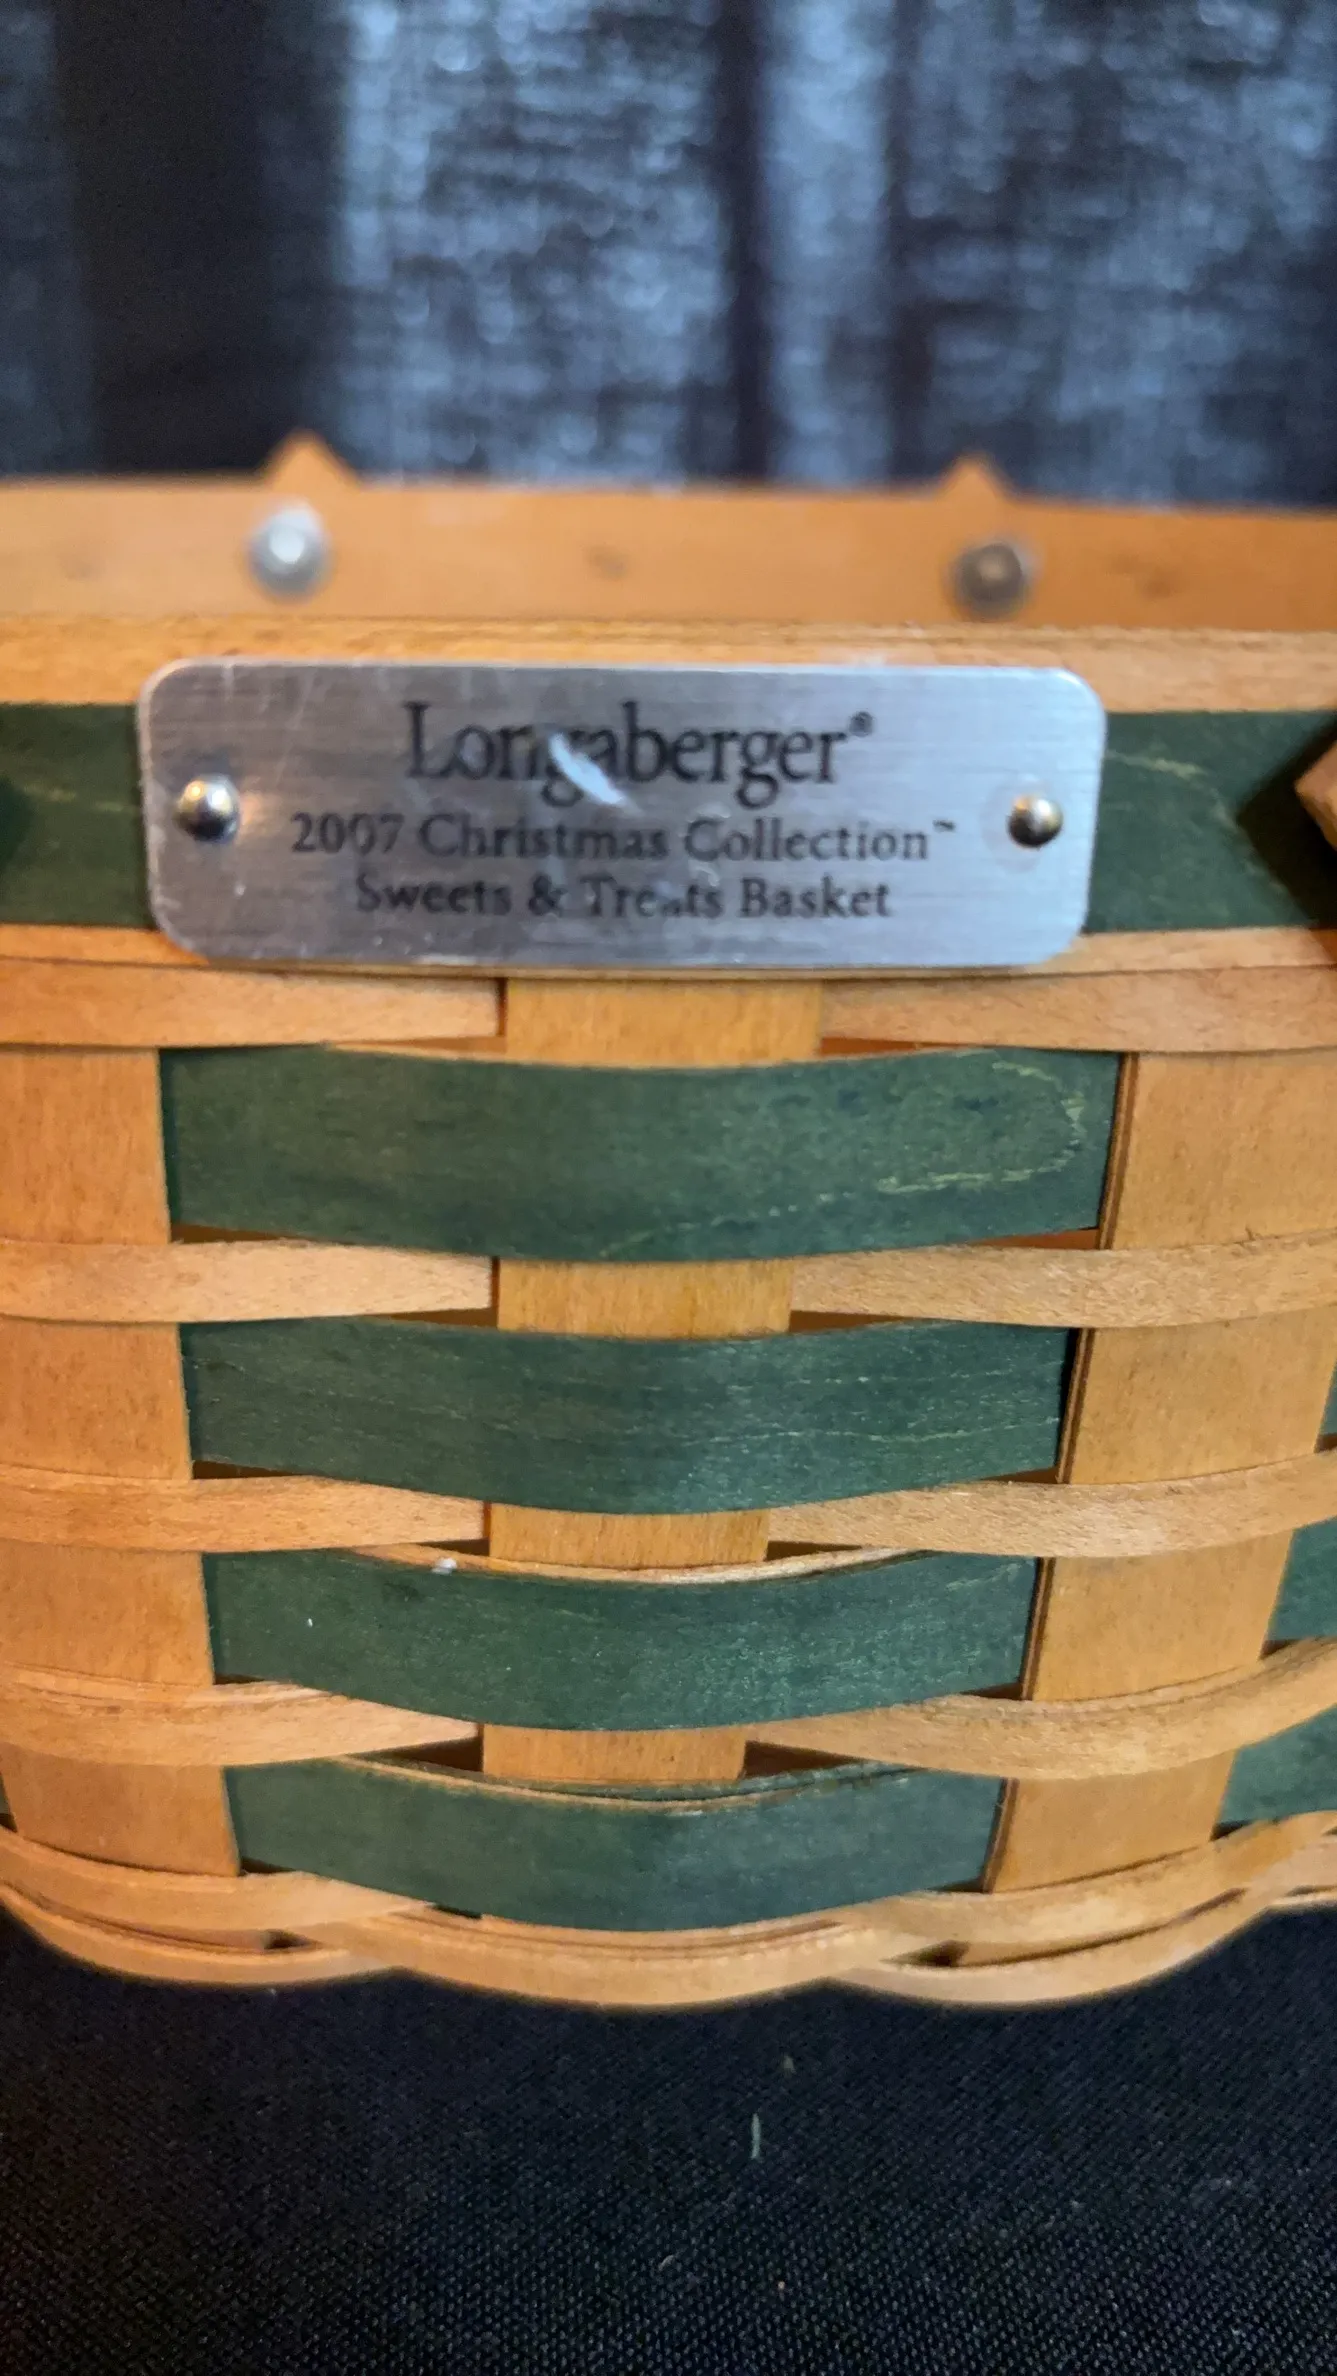 Longaberger®
2007 Christmas Collection™
Sweets & Treats Basket